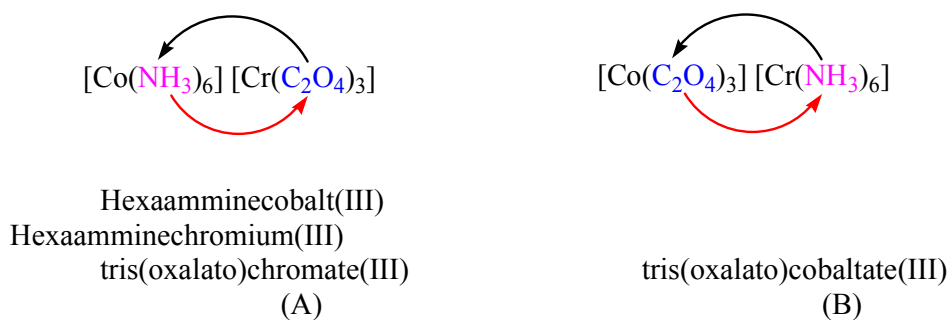 [Co(NH₃)₆] [Cr(C₂O₄)₃]
[Co(C₂O₄)₃] [Cr(NH₃)₆]
Hexaamminecobalt(III)
Hexaamminechromium(III)
tris(oxalato)chromate(III)
tris(oxalato)cobaltate(III)
(A)
(B)